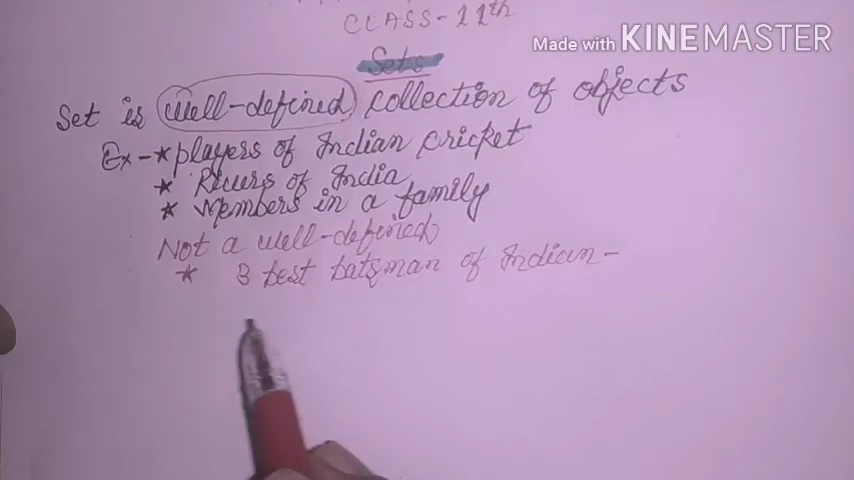 CLASS - 11th
Made with KINEMASTER
Sets
Set is well-defined collection of objects
Ex - * players of Indian cricket
* Rivers of India
* Members in a family
Not a well-defined
* 3 best batsman of Indian -